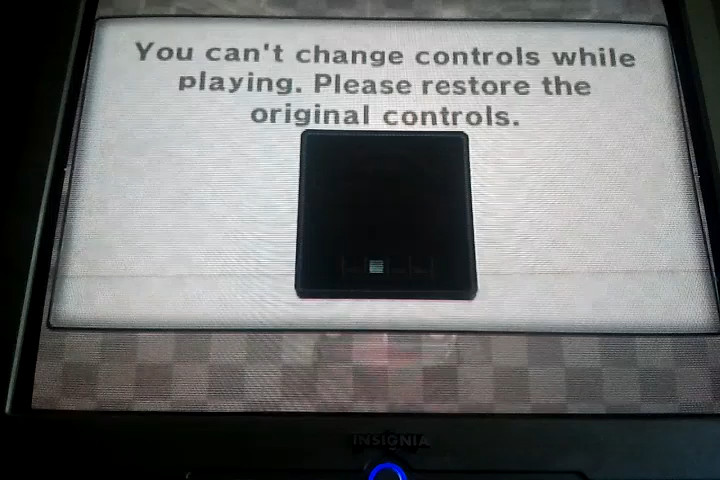 You can't change controls while
playing. Please restore the
original controls.
INSIGNIA